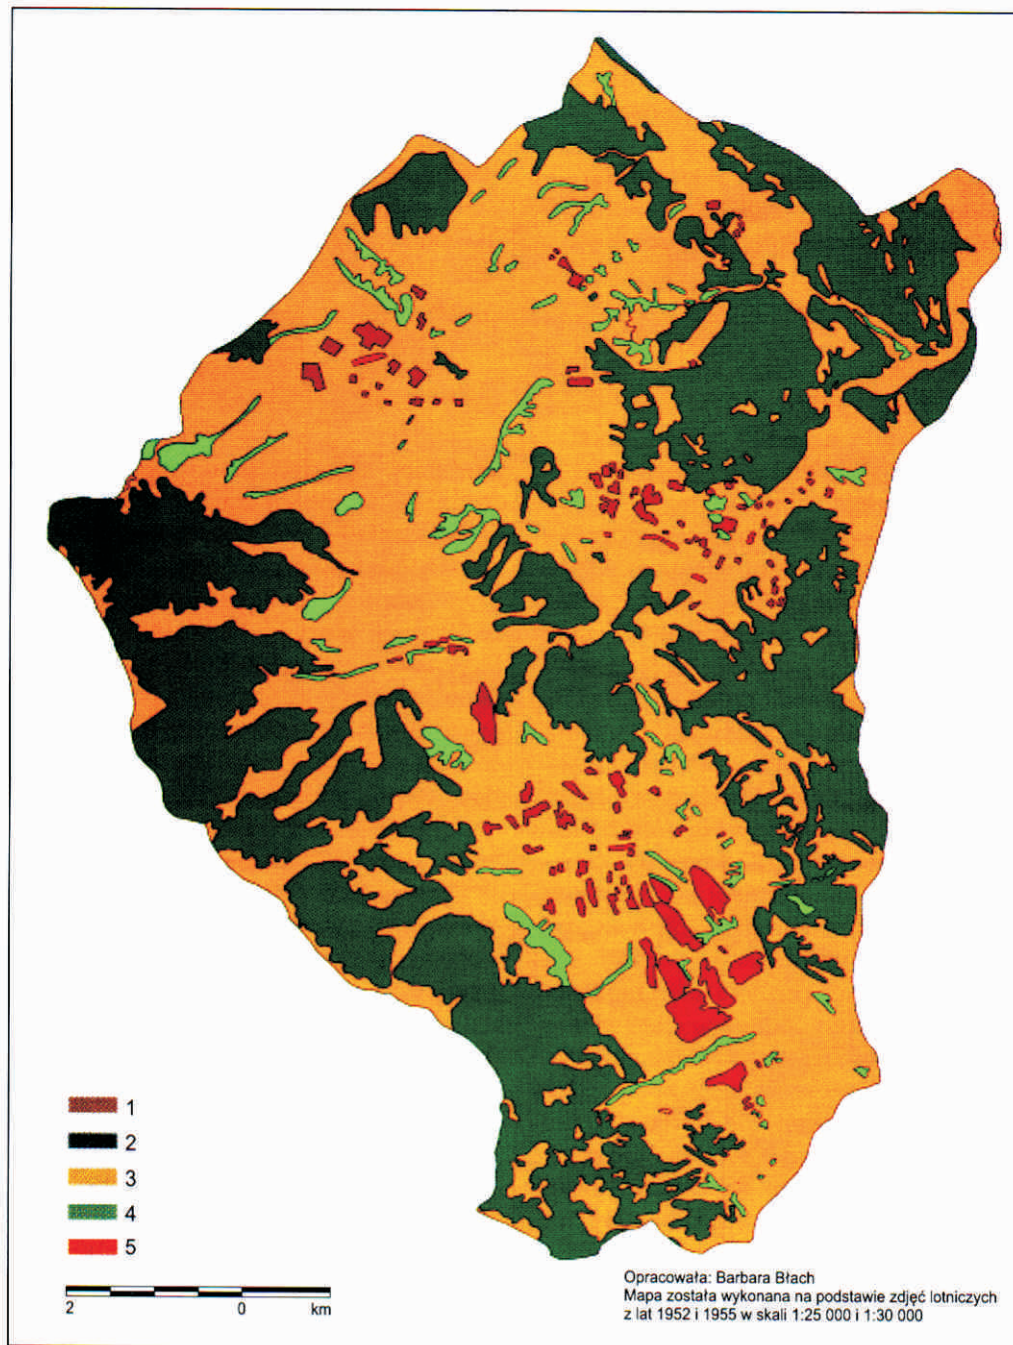 1
2
3
4
5
2 0 km
Opracowała: Barbara Błach
Mapa została wykonana na podstawie zdjęć lotniczych
z lat 1952 i 1955 w skali 1:25 000 i 1:30 000